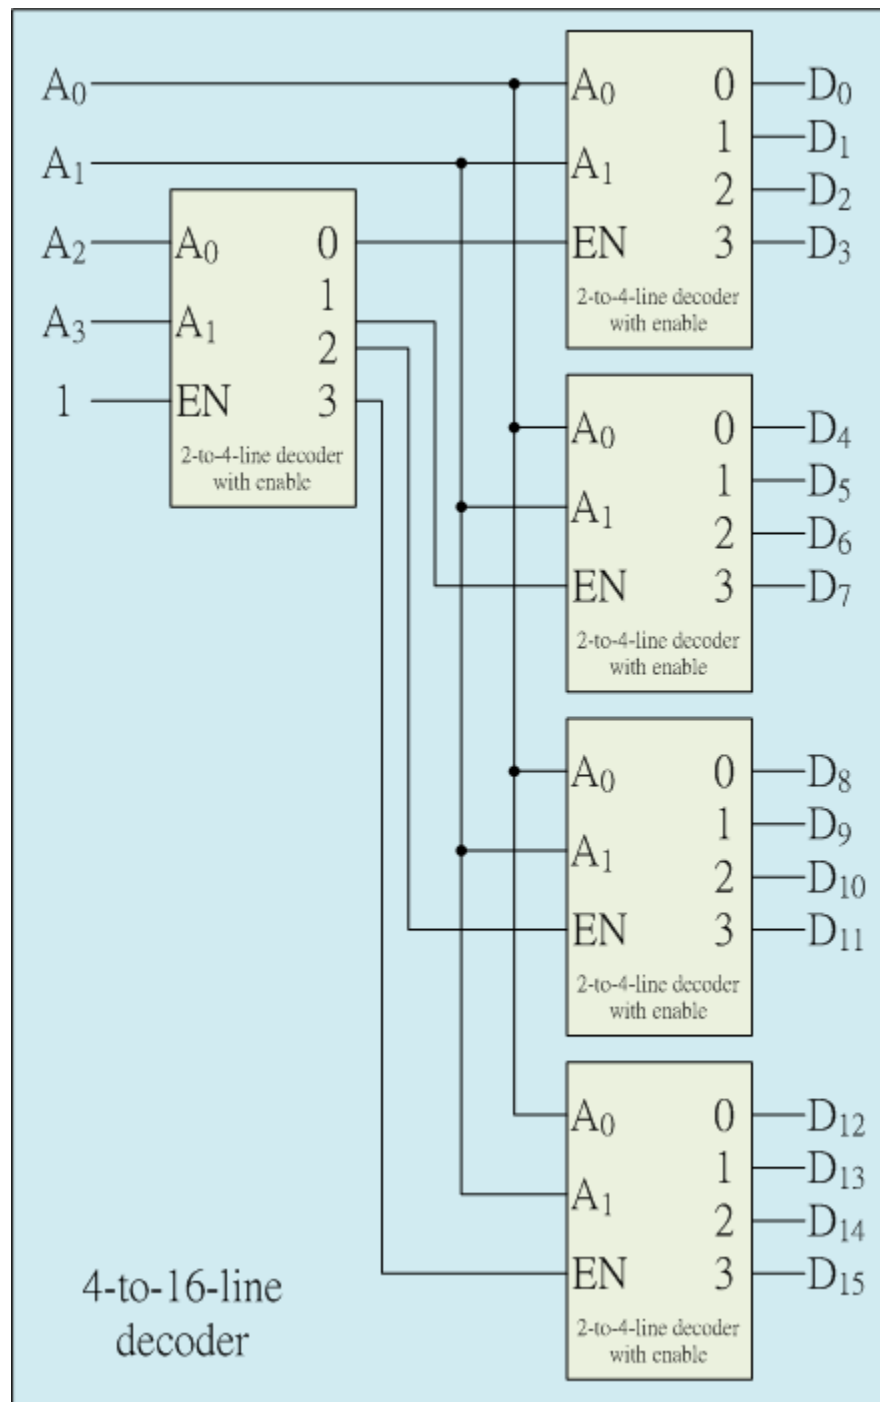 A0
A1
A2
A3
1
A0 0
1
A1
2
EN 3
2-to-4-line decoder
with enable
A0 0 D0
1 D1
A1
2 D2
EN 3 D3
2-to-4-line decoder
with enable
A0 0 D4
1 D5
A1
2 D6
EN 3 D7
2-to-4-line decoder
with enable
A0 0 D8
1 D9
A1
2 D10
EN 3 D11
2-to-4-line decoder
with enable
A0 0 D12
1 D13
A1
2 D14
EN 3 D15
2-to-4-line decoder
with enable
4-to-16-line
decoder